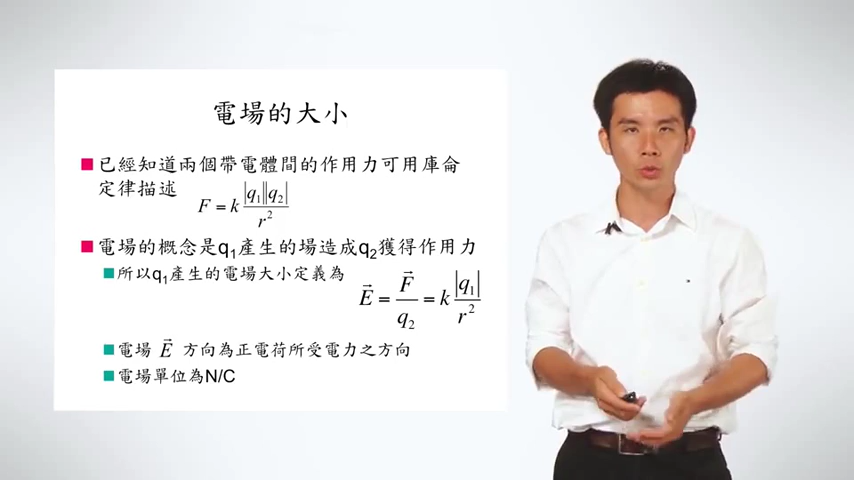 電場的大小
已經知道兩個帶電體間的作用力可用庫侖
定律描述 F = k |q₁||q₂| / r²
電場的概念是q₁產生的場造成q₂獲得作用力
所以q₁產生的電場大小定義為 E⃗ = F⃗ / q₂ = k |q₁| / r²
電場 E⃗ 方向為正電荷所受電力之方向
電場單位為N/C